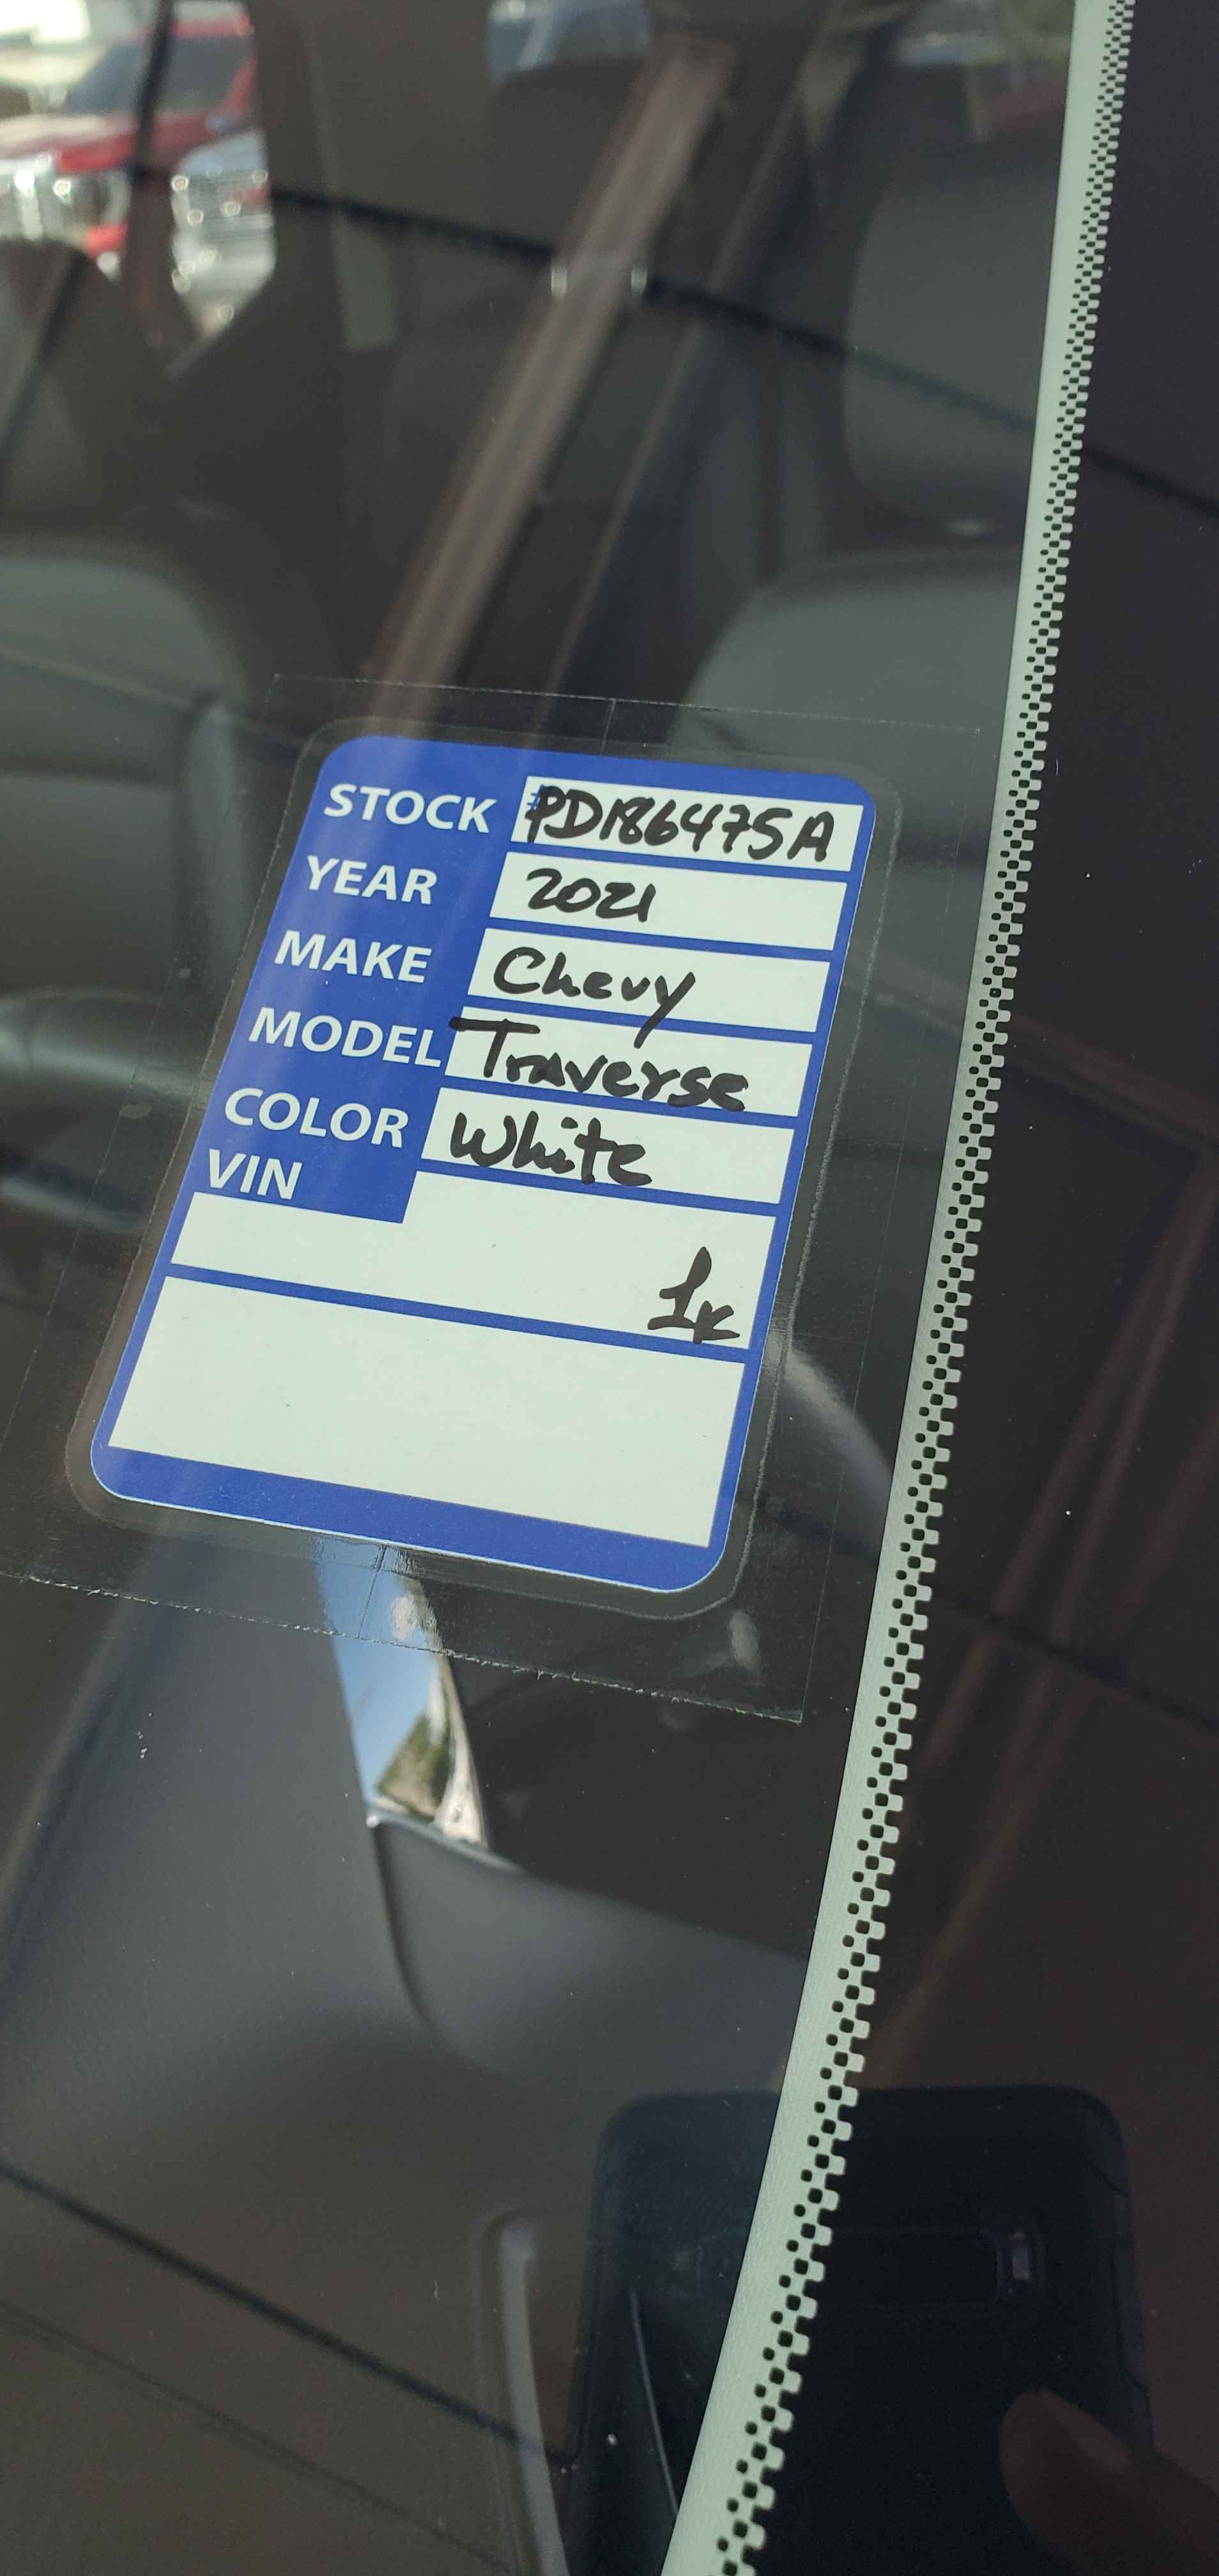 STOCK #PD186475A
YEAR 2021
MAKE Chevy
MODEL Traverse
COLOR White
VIN
1K